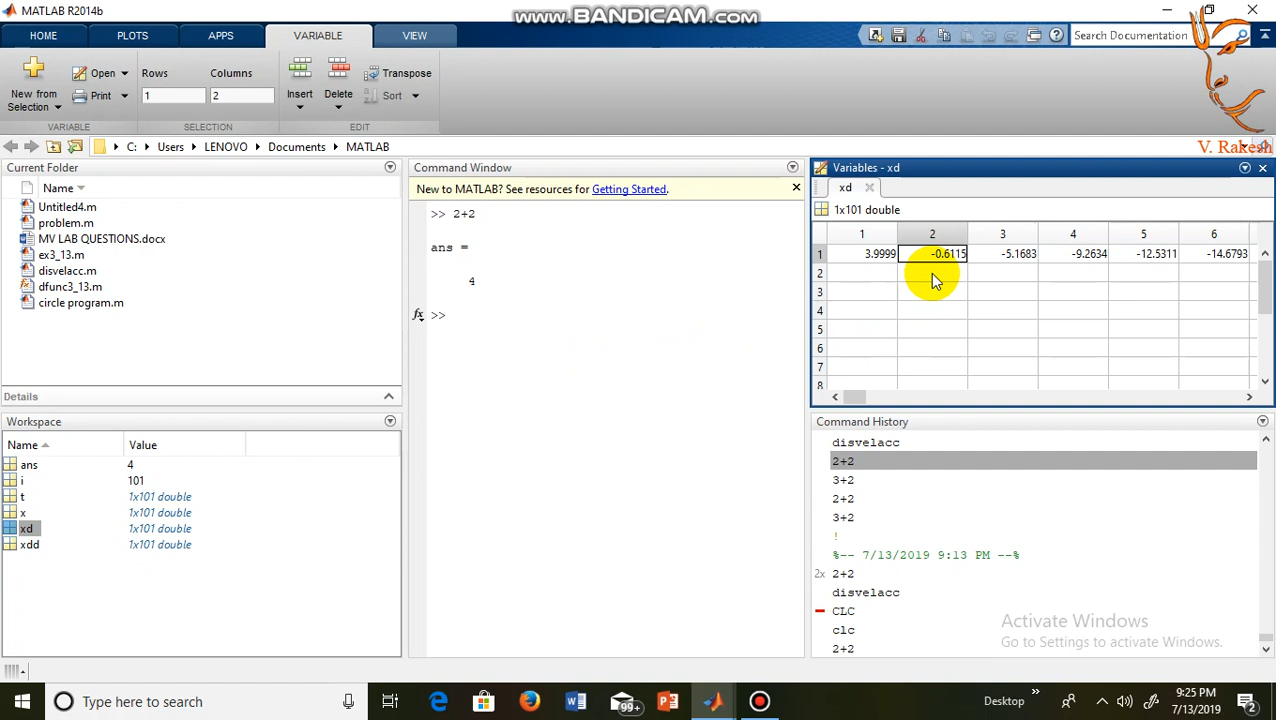 MATLAB R2014b
www.BANDICAM.com
HOME PLOTS APPS VARIABLE VIEW
Search Documentation
New from
Selection
Open
Print
Rows Columns
1 2
Insert Delete
Transpose
Sort
VARIABLE SELECTION EDIT
C: Users LENOVO Documents MATLAB
V. Rakesh
Current Folder
Name
Untitled4.m
problem.m
MV LAB QUESTIONS.docx
ex3_13.m
disvelacc.m
dfunc3_13.m
circle program.m
Details
Workspace
Name Value
ans 4
i 101
t 1x101 double
x 1x101 double
xd 1x101 double
xdd 1x101 double
Command Window
New to MATLAB? See resources for Getting Started.
>> 2+2
ans =
4
fx >>
Variables - xd
xd
1x101 double
1 2 3 4 5 6
1 3.9999 -0.6115 -5.1683 -9.2634 -12.5311 -14.6793
2
3
4
5
6
7
8
Command History
disvelacc
2+2
3+2
2+2
3+2
!
%-- 7/13/2019 9:13 PM --%
2x 2+2
disvelacc
CLC
clc
2+2
Activate Windows
Go to Settings to activate Windows.
Type here to search
99+
Desktop
9:25 PM
7/13/2019
2